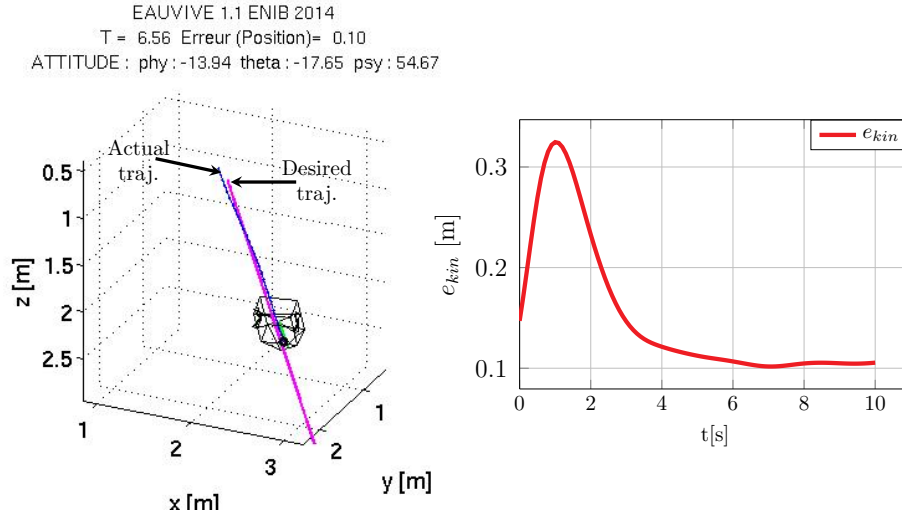 EAUVIVE 1.1 ENIB 2014
T = 6.56 Erreur (Position)= 0.10
ATTITUDE : phy : -13.94 theta : -17.65 psy : 54.67
Actual
traj.
Desired
traj.
0.5
1
1.5
2
2.5
z [m]
1
2
3
x [m]
2
1
y [m]
e_kin
0.3
0.2
0.1
e_kin [m]
0
2
4
6
8
10
t[s]